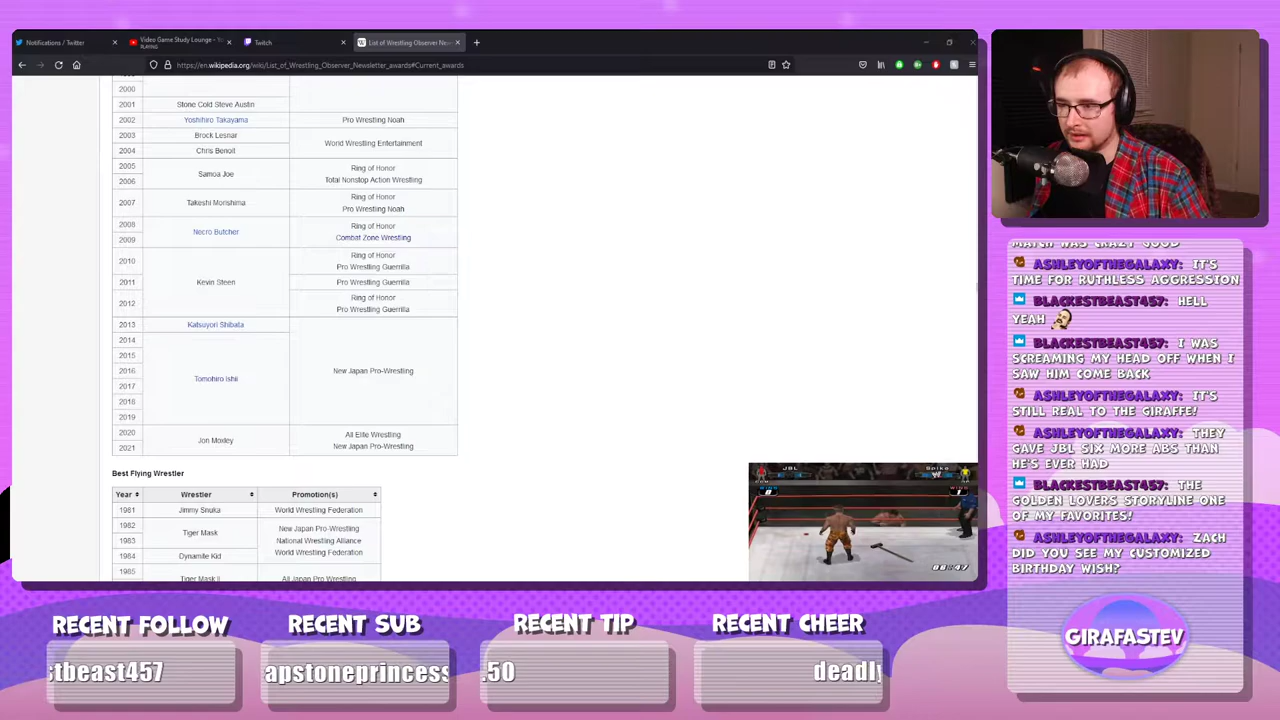 Notifications / Twitter
Video Game Study Lounge -
PLAYING
Twitch
List of Wrestling Observer Ne
https://en.wikipedia.org/wiki/List_of_Wrestling_Observer_Newsletter_awards#Current_awards
2000
2001 Stone Cold Steve Austin
2002 Yoshihiro Takayama Pro Wrestling Noah
2003 Brock Lesnar
World Wrestling Entertainment
2004 Chris Benoit
2005
Ring of Honor
Samoa Joe
2006 Total Nonstop Action Wrestling
Ring of Honor
2007 Takeshi Morishima
Pro Wrestling Noah
2008 Ring of Honor
Necro Butcher
2009 Combat Zone Wrestling
Ring of Honor
2010
Pro Wrestling Guerrilla
2011 Kevin Steen Pro Wrestling Guerrilla
Ring of Honor
2012
Pro Wrestling Guerrilla
2013 Katsuyori Shibata
2014
2015
2016 New Japan Pro-Wrestling
Tomohiro Ishii
2017
2018
2019
2020 All Elite Wrestling
Jon Moxley
2021 New Japan Pro-Wrestling
Best Flying Wrestler
Year Wrestler Promotion(s)
1981 Jimmy Snuka World Wrestling Federation
1982 New Japan Pro-Wrestling
Tiger Mask
1983 National Wrestling Alliance
World Wrestling Federation
1984 Dynamite Kid
1985
Tiger Mask II All Japan Pro Wrestling
JBL
Spike
MATCH WAS CRAZY GOOD
ASHLEYOFTHEGALAXY: IT'S
TIME FOR RUTHLESS AGGRESSION
BLACKESTBEAST457: HELL
YEAH
BLACKESTBEAST457: I WAS
SCREAMING MY HEAD OFF WHEN I
SAW HIM COME BACK
ASHLEYOFTHEGALAXY: IT'S
STILL REAL TO THE GIRAFFE!
ASHLEYOFTHEGALAXY: THEY
GAVE JBL SIX MORE ABS THAN
HE'S EVER HAD
BLACKESTBEAST457: THE
GOLDEN LOVERS STORYLINE ONE
OF MY FAVORITES!
ASHLEYOFTHEGALAXY: ZACH
DID YOU SEE MY CUSTOMIZED
BIRTHDAY WISH?
GIRAFASTEV
RECENT FOLLOW
RECENT SUB
RECENT TIP
RECENT CHEER
tbeast457
apstoneprincess
.50
deadly